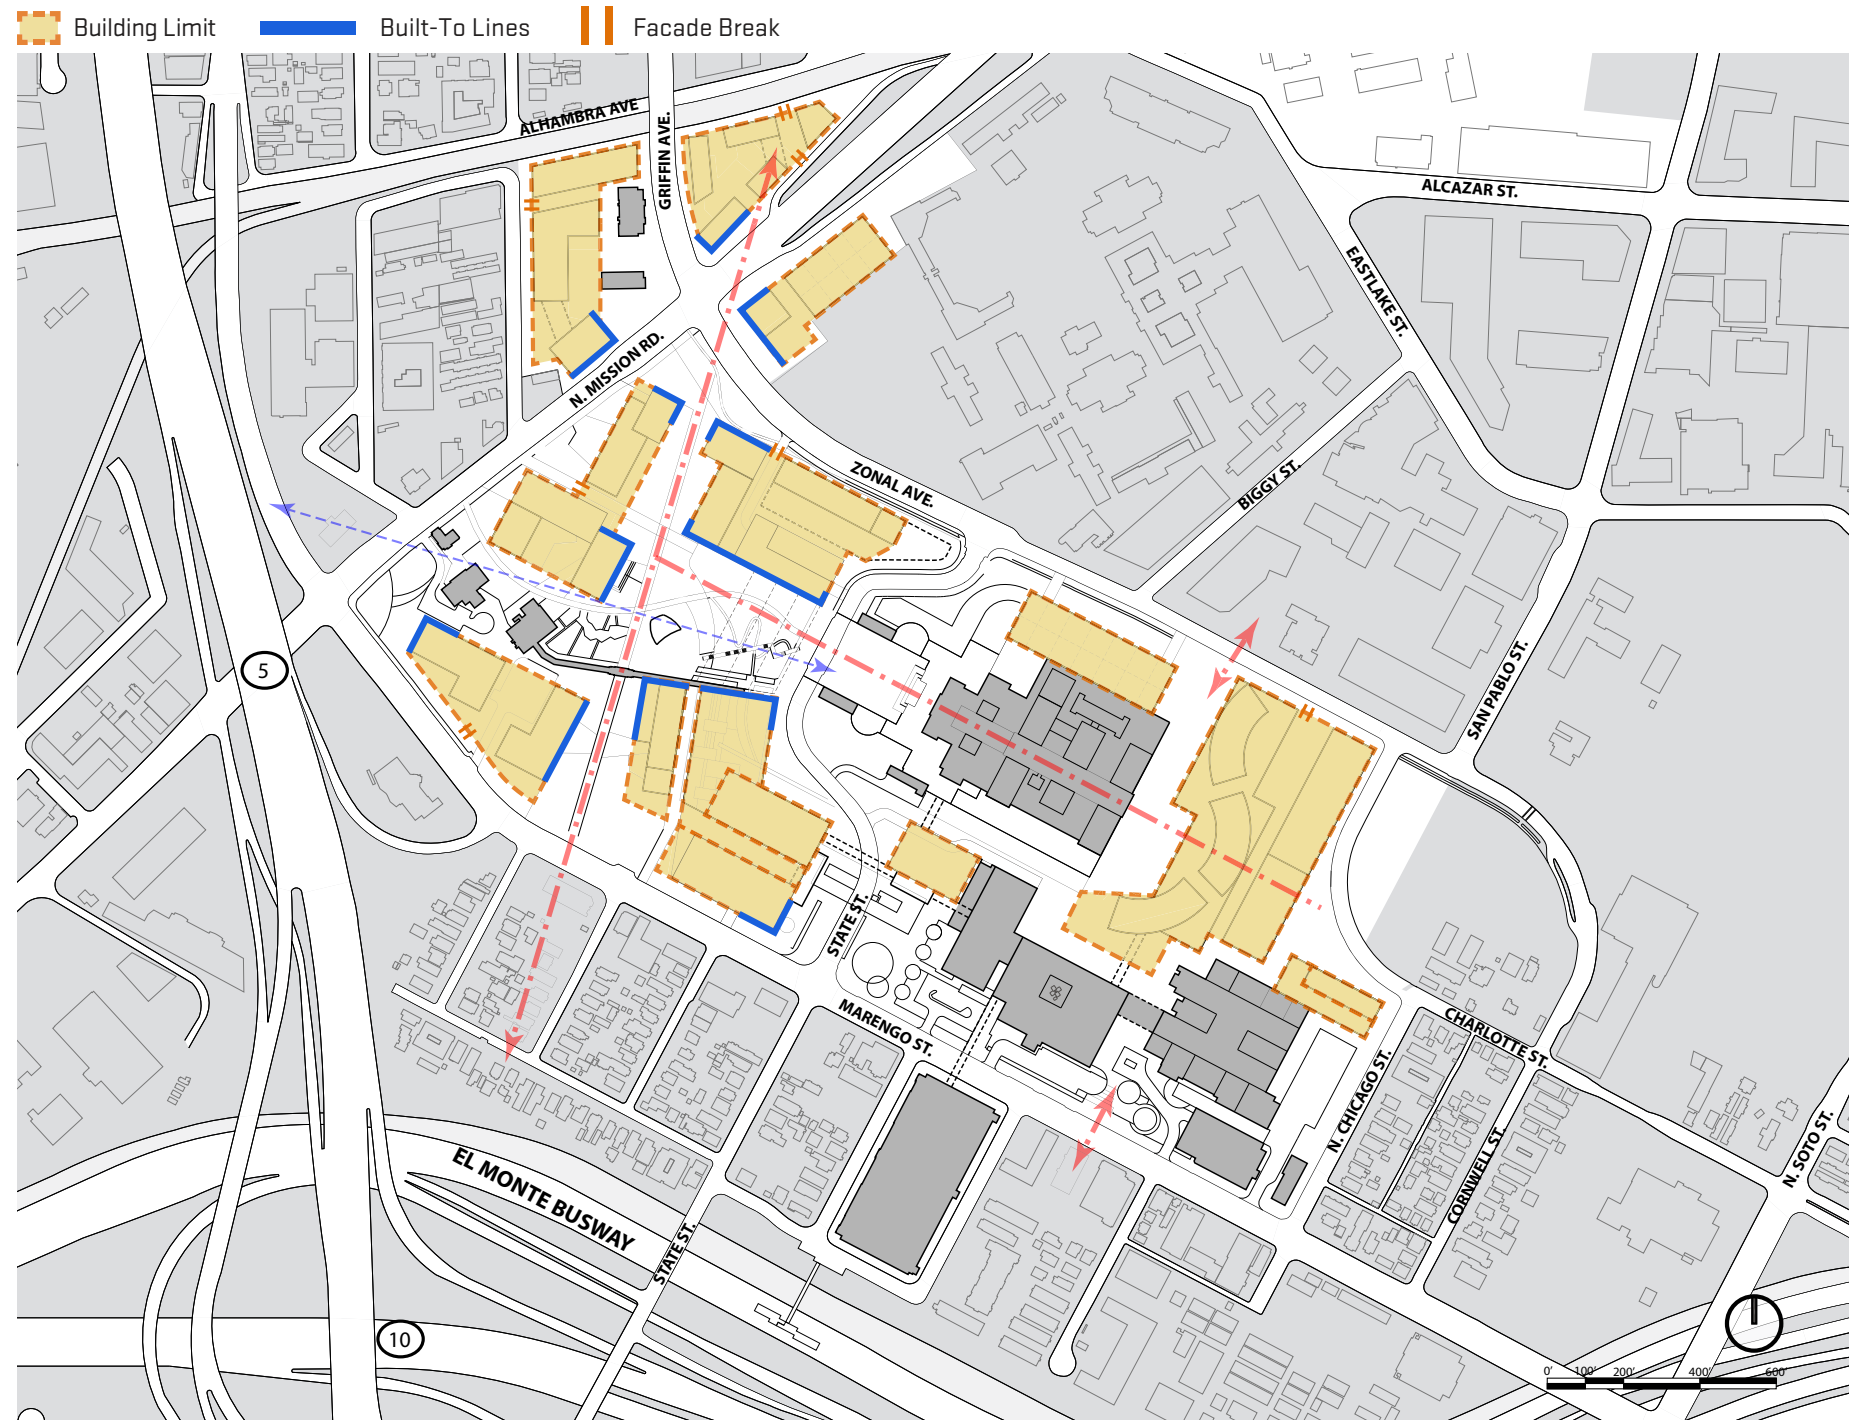 Building Limit
Built-To Lines
Facade Break
ALHAMBRA AVE
GRIFFIN AVE.
ALCAZAR ST.
EASTLAKE ST.
N. MISSION RD.
ZONAL AVE.
BIGGY ST.
5
SAN PABLO ST.
STATE ST.
MARENGO ST.
CHARLOTTE ST.
N. CHICAGO ST.
CORNWELL ST.
N. SOTO ST.
EL MONTE BUSWAY
STATE ST.
10
0' 100' 200' 400' 600'